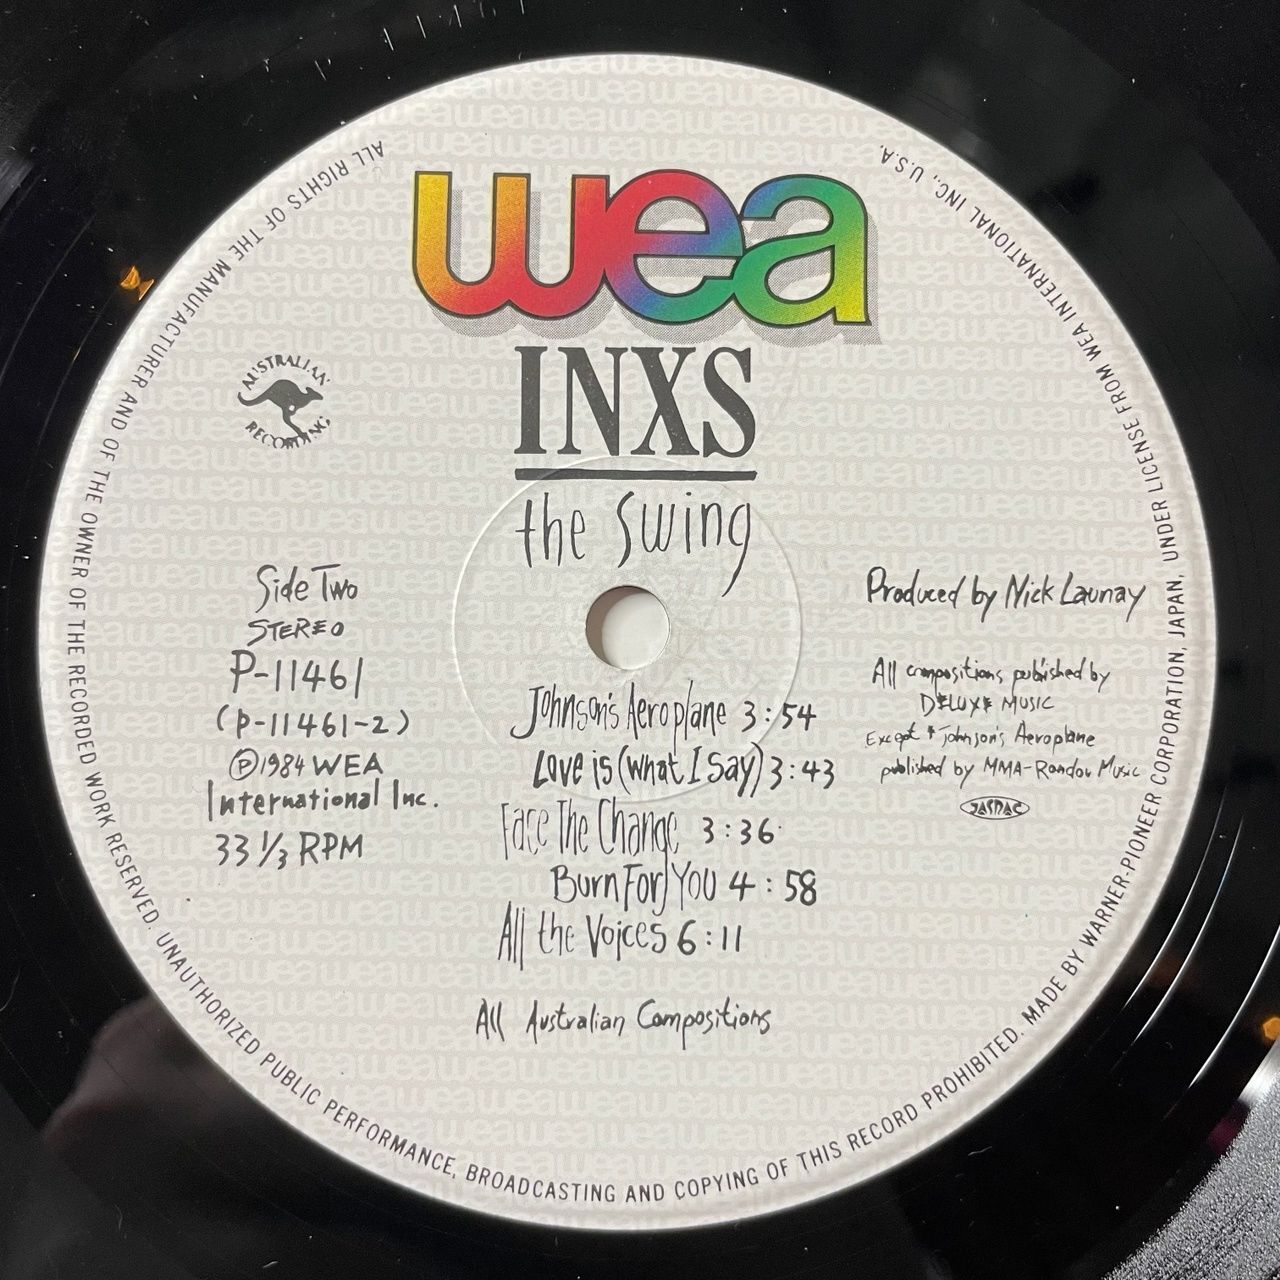 wea
INXS
the Swing
AUSTRALIAN
RECORDING
Side Two
STEREO
P-11461
(P-11461-2)
Ⓟ1984 WEA
International Inc.
33 1/3 RPM
Produced by Nick Launay
All compositions published by
DELUXE MUSIC
Except * Johnson's Aeroplane
published by MMA-Rondor Music
JASRAC
Johnson's Aeroplane 3:54
Love is (What I Say) 3:43
Face The Change 3:36
Burn For You 4:58
All the Voices 6:11
All Australian Compositions
ALL RIGHTS OF THE MANUFACTURER AND OF THE OWNER OF THE RECORDED WORK RESERVED. UNAUTHORIZED PUBLIC PERFORMANCE, BROADCASTING AND COPYING OF THIS RECORD PROHIBITED. MADE BY WARNER-PIONEER CORPORATION, JAPAN, UNDER LICENSE FROM WEA INTERNATIONAL INC., U.S.A.